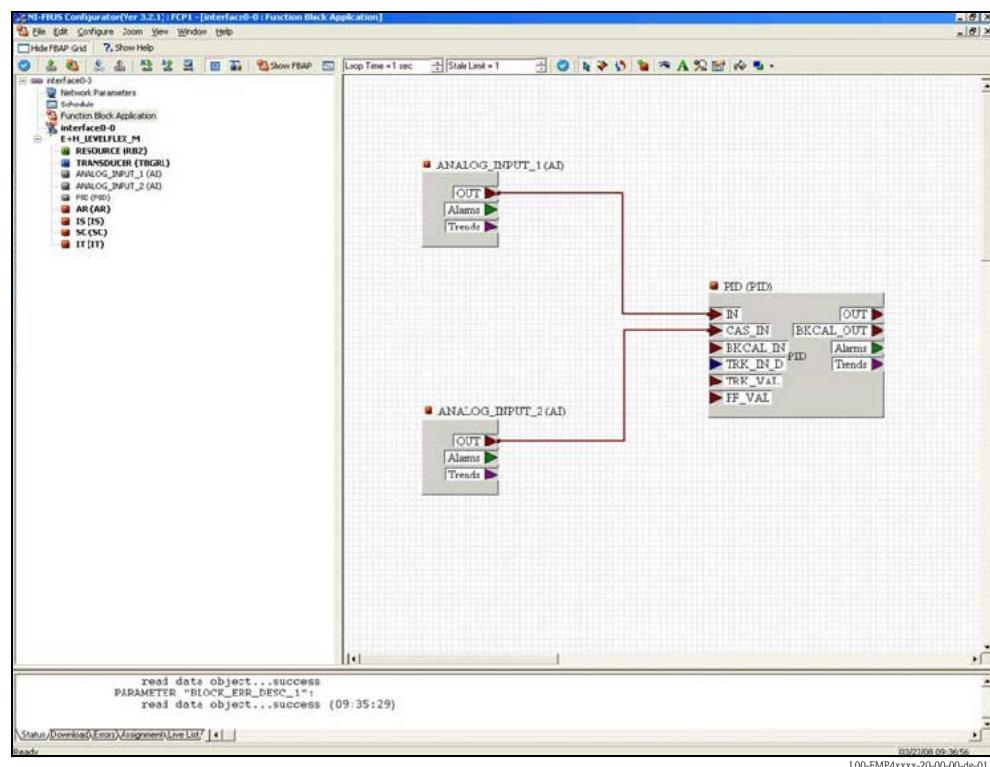 NI-FBUS Configurator(Ver 3.2.1) : FCP1 - [interface0-0 : Function Block Application]
File Edit Configure Zoom View Window Help
Hide FBAP Grid ?, Show Help
Show FBAP Loop Time = 1 sec Stale Limit = 1
Network Parameters
Schedule
Function Block Application
interface0-0
E+H_LEVELFLEX_M
RESOURCE (RB2)
TRANSDUCER (TBGRL)
ANALOG_INPUT_1 (AI)
ANALOG_INPUT_2 (AI)
PID (PID)
AR (AR)
IS (IS)
SC (SC)
IT (IT)
ANALOG_INPUT_1 (AI)
OUT
Alarms
Trends
PID (PID)
IN OUT
CAS_IN BKCAL_OUT
BKCAL_IN PID Alarms
TRK_IN_D Trends
TRK_VAL
FF_VAL
ANALOG_INPUT_2 (AI)
OUT
Alarms
Trends
read data object...success
PARAMETER "BLOCK_ERR_DESC_1":
read data object...success (09:35:29)
Status Download Errors Assignment Live List
Ready 09:36:56
L00-FMP4xxxx-20-00-00-de-01